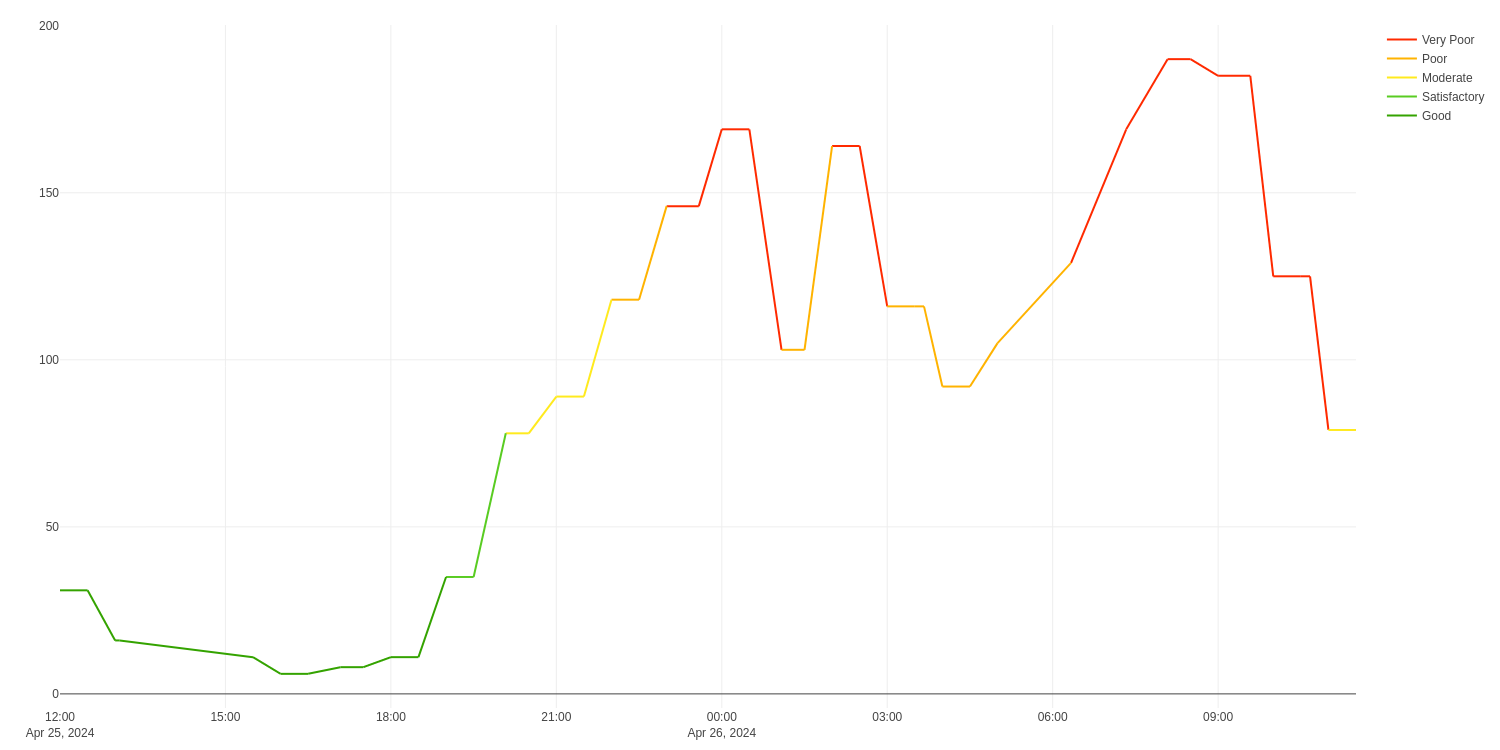 200
150
100
50
0
12:00 15:00 18:00 21:00 00:00 03:00 06:00 09:00
Apr 25, 2024 Apr 26, 2024
Very Poor
Poor
Moderate
Satisfactory
Good